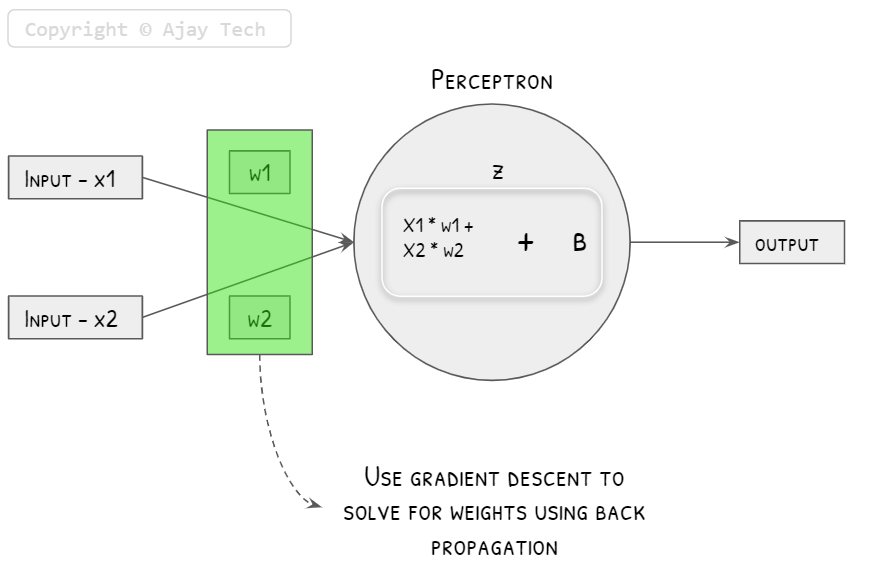 Copyright © Ajay Tech
Perceptron
Input - x1
w1
z
X1 * w1 +
X2 * w2
+ B
output
Input - x2
w2
Use gradient descent to
solve for weights using back
propagation